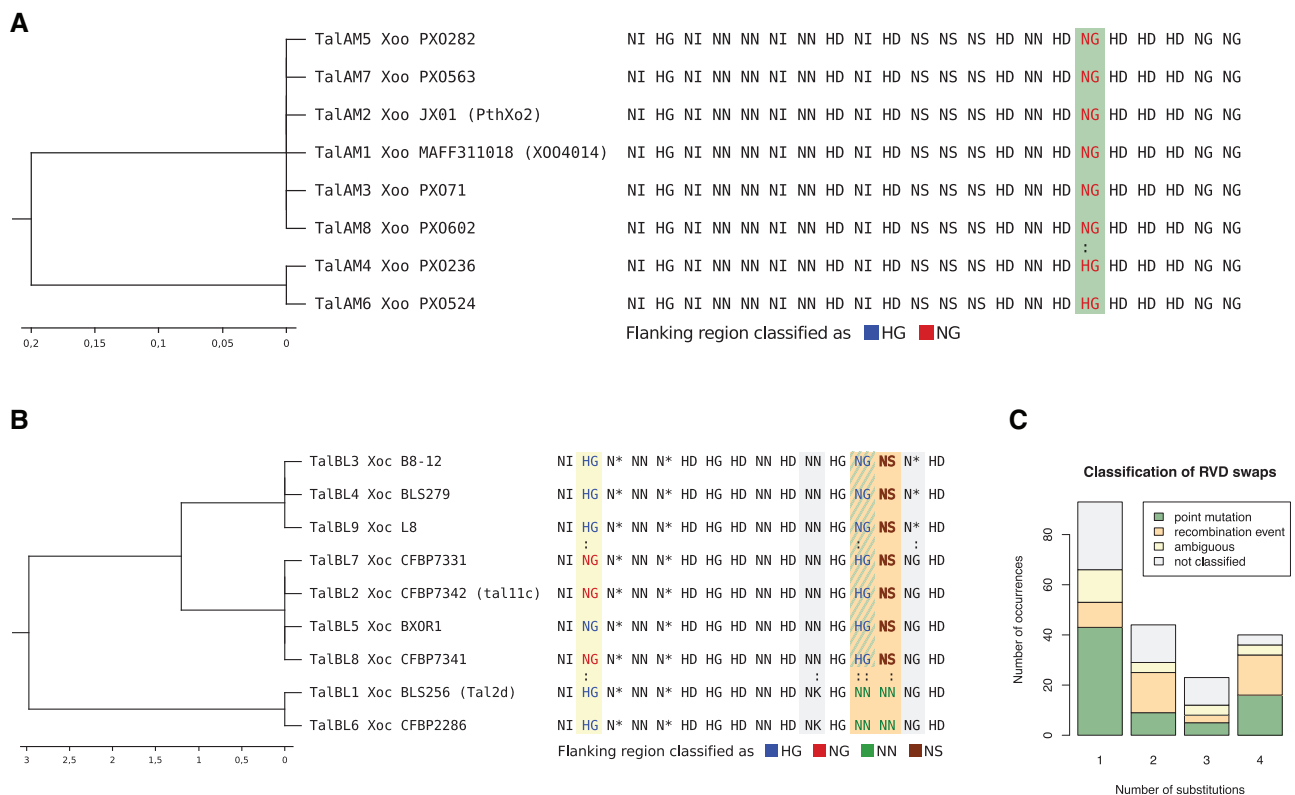 A
TalAM5 Xoo PXO282 NI HG NI NN NN NI NN HD NI HD NS NS NS HD NN HD NG HD HD HD NG NG
TalAM7 Xoo PXO563 NI HG NI NN NN NI NN HD NI HD NS NS NS HD NN HD NG HD HD HD NG NG
TalAM2 Xoo JX01 (PthXo2) NI HG NI NN NN NI NN HD NI HD NS NS NS HD NN HD NG HD HD HD NG NG
TalAM1 Xoo MAFF311018 (XOO4014) NI HG NI NN NN NI NN HD NI HD NS NS NS HD NN HD NG HD HD HD NG NG
TalAM3 Xoo PXO71 NI HG NI NN NN NI NN HD NI HD NS NS NS HD NN HD NG HD HD HD NG NG
TalAM8 Xoo PXO602 NI HG NI NN NN NI NN HD NI HD NS NS NS HD NN HD NG HD HD HD NG NG
:
TalAM4 Xoo PXO236 NI HG NI NN NN NI NN HD NI HD NS NS NS HD NN HD HG HD HD HD NG NG
TalAM6 Xoo PXO524 NI HG NI NN NN NI NN HD NI HD NS NS NS HD NN HD HG HD HD HD NG NG
0,2 0,15 0,1 0,05 0
Flanking region classified as HG NG
B
TalBL3 Xoc B8-12 NI HG N* NN N* HD HG HD NN HD NN HG NG NS N* HD
TalBL4 Xoc BLS279 NI HG N* NN N* HD HG HD NN HD NN HG NG NS N* HD
TalBL9 Xoc L8 NI HG N* NN N* HD HG HD NN HD NN HG NG NS N* HD
: : :
TalBL7 Xoc CFBP7331 NI NG N* NN N* HD HG HD NN HD NN HG HG NS NG HD
TalBL2 Xoc CFBP7342 (tal11c) NI NG N* NN N* HD HG HD NN HD NN HG HG NS NG HD
TalBL5 Xoc BXOR1 NI NG N* NN N* HD HG HD NN HD NN HG HG NS NG HD
TalBL8 Xoc CFBP7341 NI NG N* NN N* HD HG HD NN HD NN HG HG NS NG HD
: : :: :
TalBL1 Xoc BLS256 (Tal2d) NI HG N* NN N* HD HG HD NN HD NK HG NN NN NG HD
TalBL6 Xoc CFBP2286 NI HG N* NN N* HD HG HD NN HD NK HG NN NN NG HD
3 2,5 2 1,5 1 0,5 0
Flanking region classified as HG NG NN NS
C
Classification of RVD swaps
point mutation
recombination event
ambiguous
not classified
Number of occurrences
80
60
40
20
0
1 2 3 4
Number of substitutions